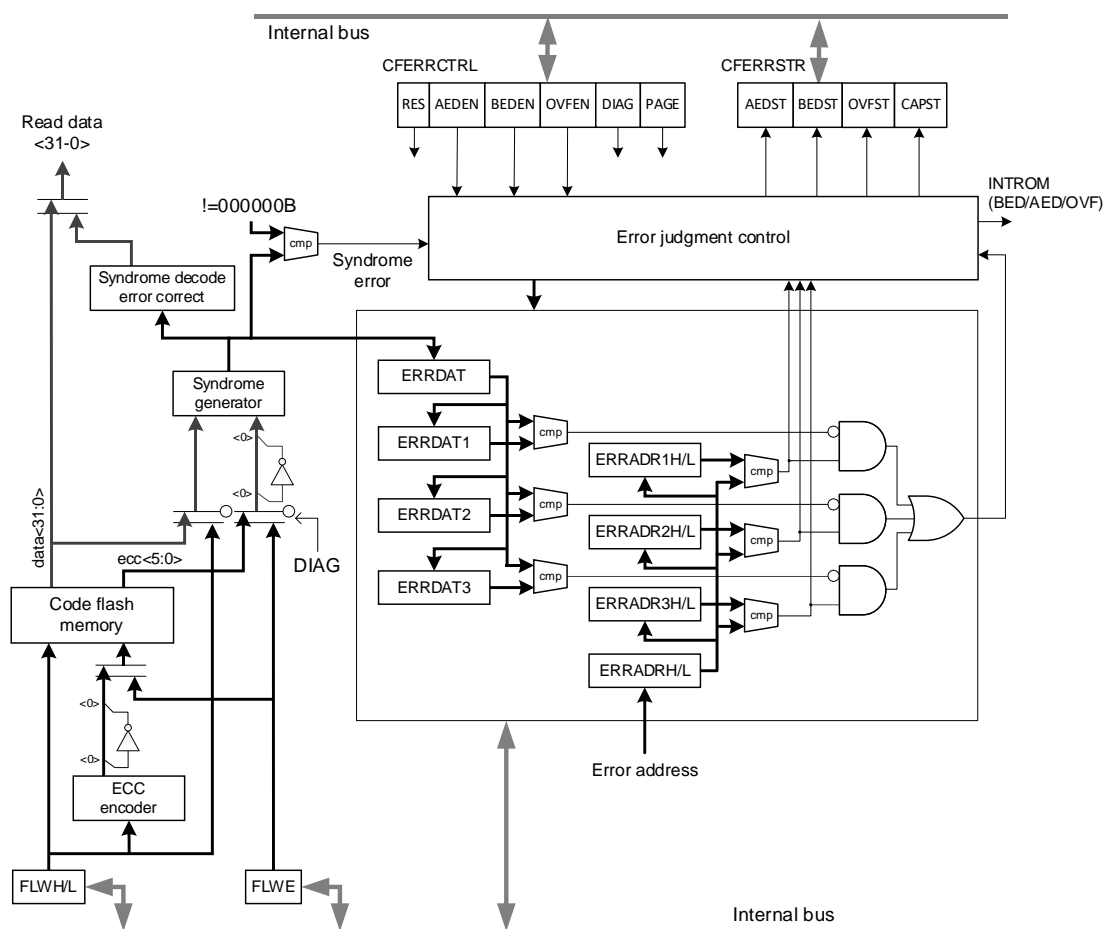 Internal bus
CFERRCTRL
RES AEDEN BEDEN OVFEN DIAG PAGE
CFERRSTR
AEDST BEDST OVFST CAPST
Read data
<31-0>
!=000000B
cmp
Syndrome
error
Error judgment control
INTROM
(BED/AED/OVF)
Syndrome decode
error correct
Syndrome
generator
<0>
<0>
DIAG
data<31:0>
ecc<5:0>
Code flash
memory
<0>
<0>
ECC
encoder
FLWH/L
FLWE
ERRDAT
ERRDAT1
cmp
ERRDAT2
cmp
ERRDAT3
cmp
ERRADR1H/L
cmp
ERRADR2H/L
cmp
ERRADR3H/L
cmp
ERRADRH/L
Error address
Internal bus